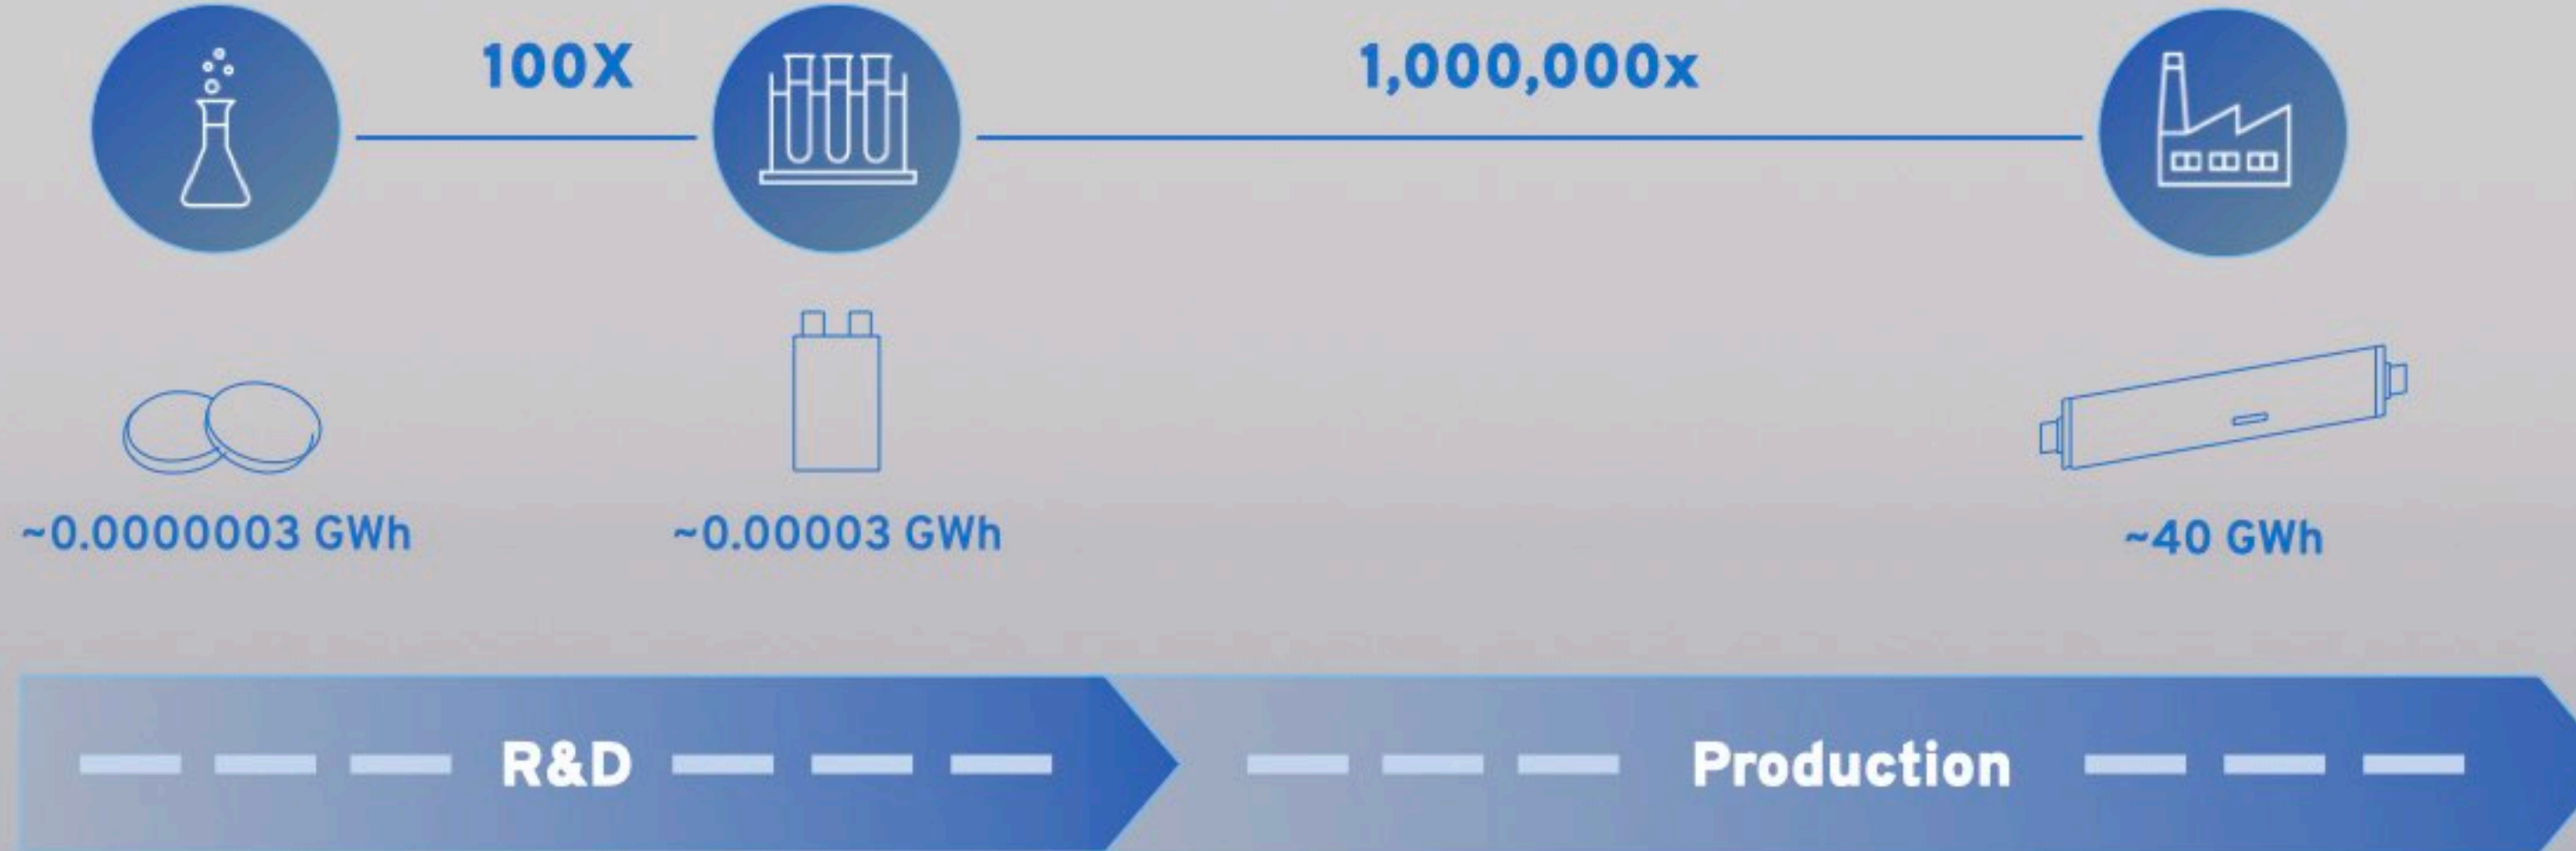 100X
1,000,000x
~0.0000003 GWh
~0.00003 GWh
~40 GWh
R&D
Production